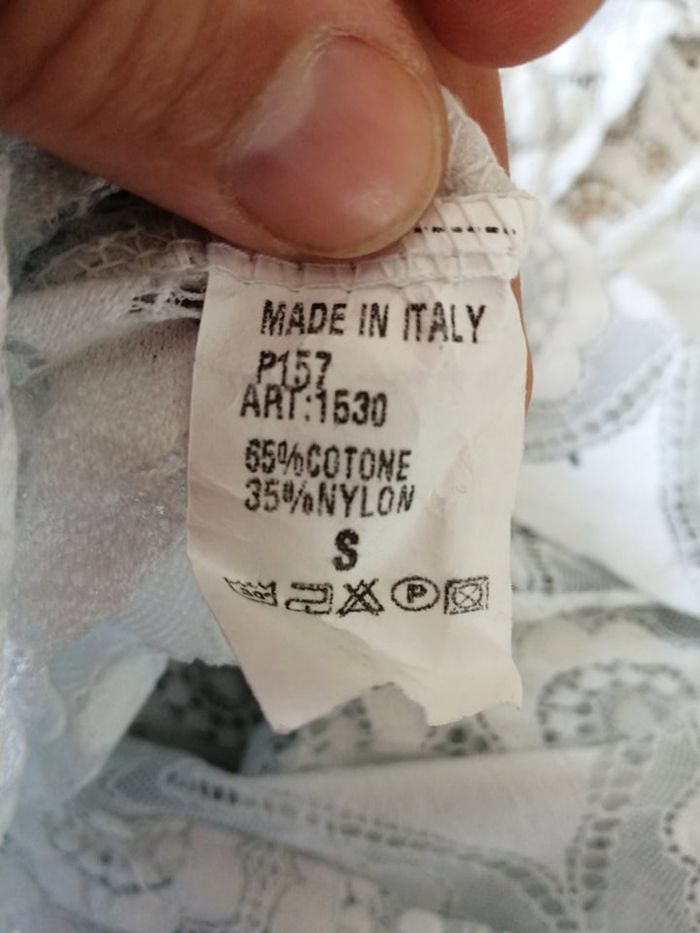 MADE IN ITALY
P157
ART:1530
65%COTONE
35%NYLON
S
P